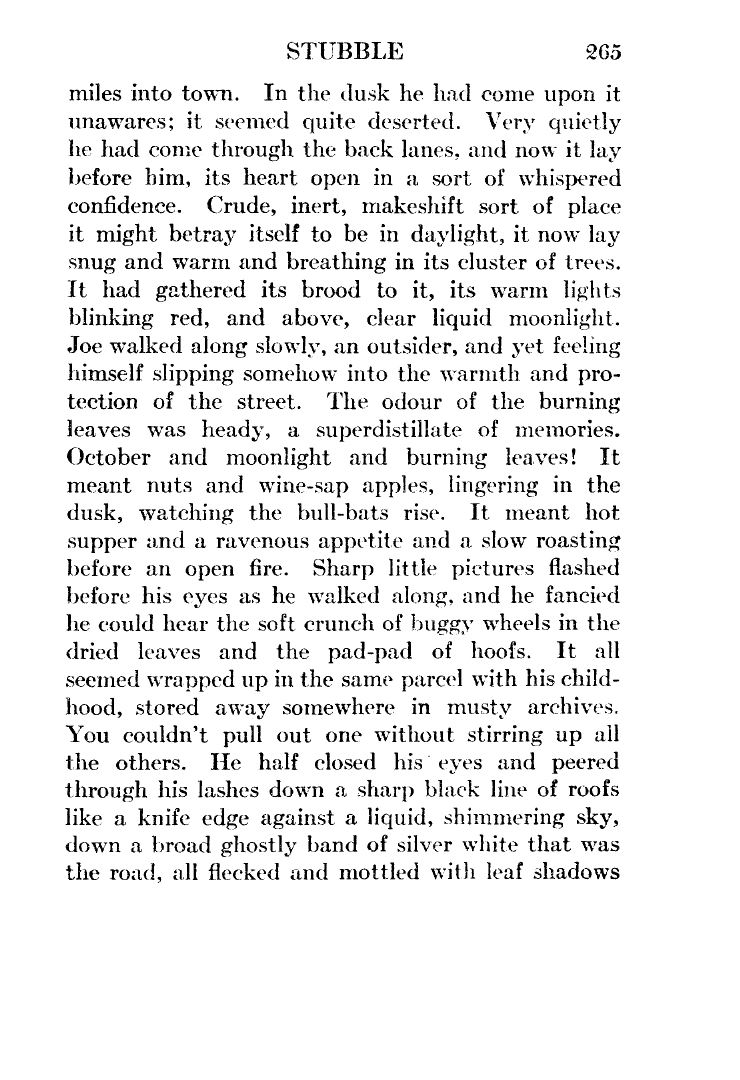 STUBBLE 265
miles into town. In the dusk he had come upon it
unawares; it seemed quite deserted. Very quietly
he had come through the back lanes, and now it lay
before him, its heart open in a sort of whispered
confidence. Crude, inert, makeshift sort of place
it might betray itself to be in daylight, it now lay
snug and warm and breathing in its cluster of trees.
It had gathered its brood to it, its warm lights
blinking red, and above, clear liquid moonlight.
Joe walked along slowly, an outsider, and yet feeling
himself slipping somehow into the warmth and pro-
tection of the street. The odour of the burning
leaves was heady, a superdistillate of memories.
October and moonlight and burning leaves! It
meant nuts and wine-sap apples, lingering in the
dusk, watching the bull-bats rise. It meant hot
supper and a ravenous appetite and a slow roasting
before an open fire. Sharp little pictures flashed
before his eyes as he walked along, and he fancied
he could hear the soft crunch of buggy wheels in the
dried leaves and the pad-pad of hoofs. It all
seemed wrapped up in the same parcel with his child-
hood, stored away somewhere in musty archives.
You couldn't pull out one without stirring up all
the others. He half closed his eyes and peered
through his lashes down a sharp black line of roofs
like a knife edge against a liquid, shimmering sky,
down a broad ghostly band of silver white that was
the road, all flecked and mottled with leaf shadows